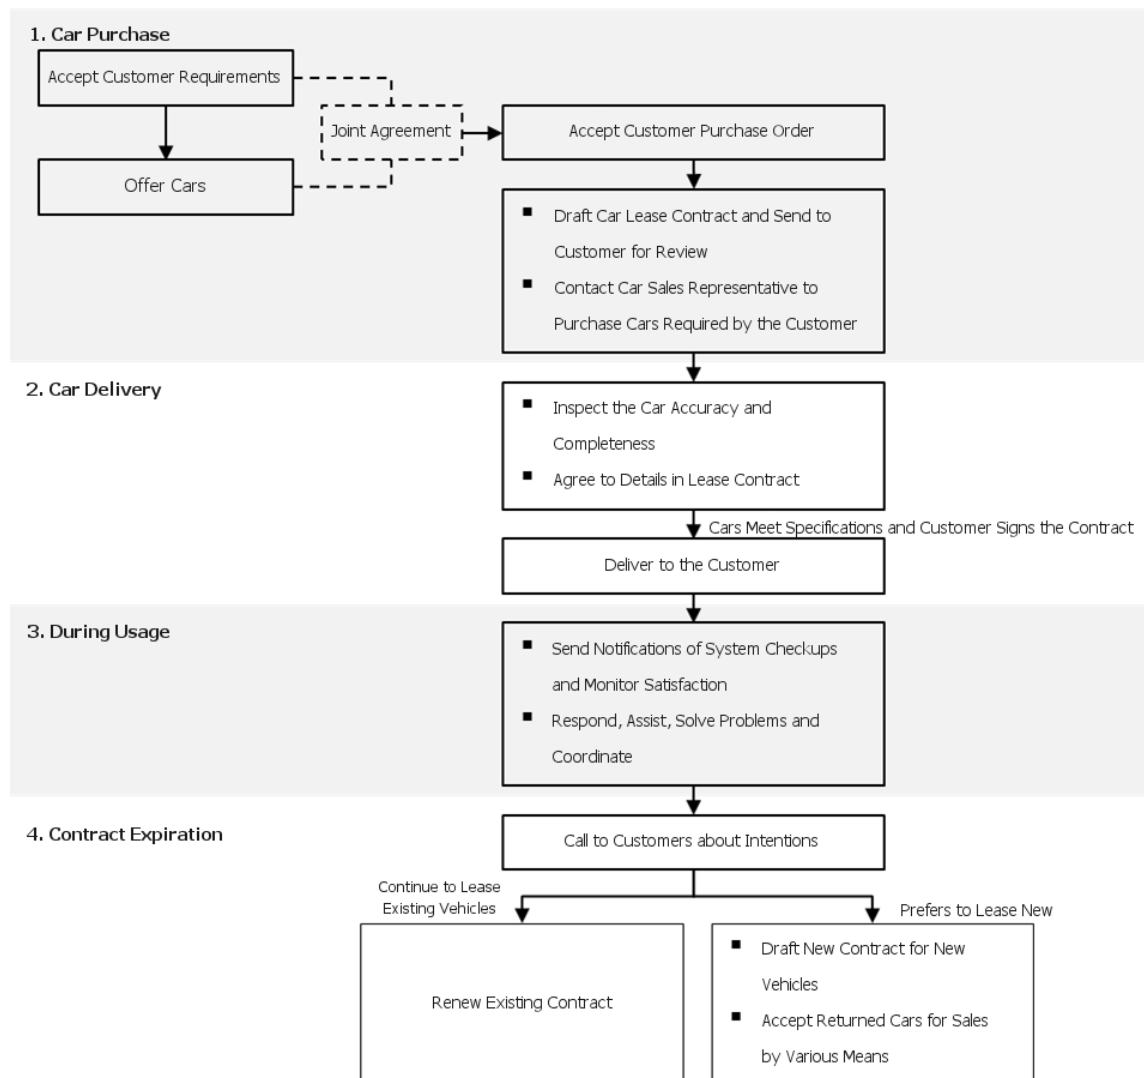 1. Car Purchase
Accept Customer Requirements
Joint Agreement
Accept Customer Purchase Order
Offer Cars
▪ Draft Car Lease Contract and Send to
Customer for Review
▪ Contact Car Sales Representative to
Purchase Cars Required by the Customer
2. Car Delivery
▪ Inspect the Car Accuracy and
Completeness
▪ Agree to Details in Lease Contract
Cars Meet Specifications and Customer Signs the Contract
Deliver to the Customer
3. During Usage
▪ Send Notifications of System Checkups
and Monitor Satisfaction
▪ Respond, Assist, Solve Problems and
Coordinate
4. Contract Expiration
Call to Customers about Intentions
Continue to Lease
Existing Vehicles
Prefers to Lease New
Renew Existing Contract
▪ Draft New Contract for New
Vehicles
▪ Accept Returned Cars for Sales
by Various Means